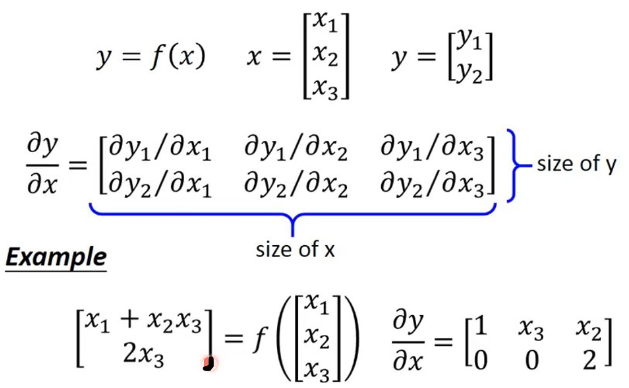 y = f(x)   x = [x₁ x₂ x₃]   y = [y₁ y₂]
∂y/∂x = [∂y₁/∂x₁ ∂y₁/∂x₂ ∂y₁/∂x₃
∂y₂/∂x₁ ∂y₂/∂x₂ ∂y₂/∂x₃] size of y
size of x
Example
[x₁ + x₂x₃
2x₃] = f([x₁ x₂ x₃])   ∂y/∂x = [1 x₃ x₂
0 0 2]